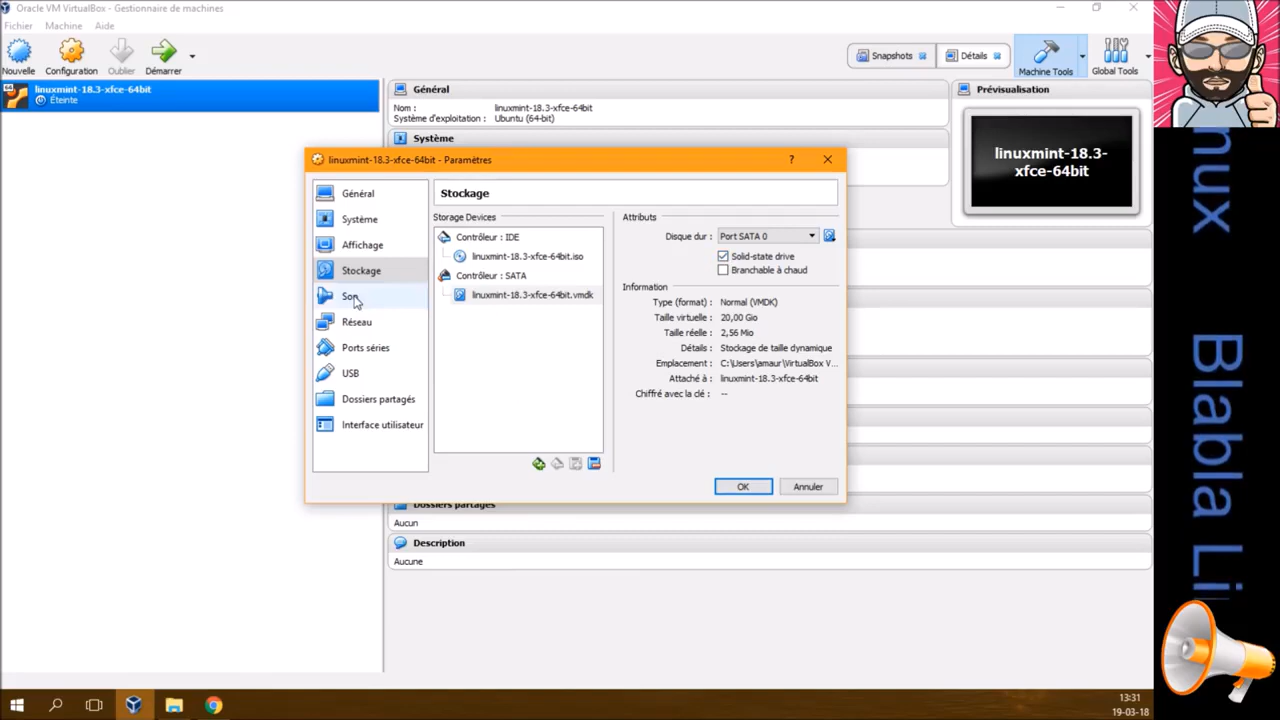 Oracle VM VirtualBox - Gestionnaire de machines
Fichier Machine Aide
Nouvelle Configuration Oublier Démarrer
Snapshots Détails Machine Tools Global Tools
linuxmint-18.3-xfce-64bit
Éteinte
Général
Nom : linuxmint-18.3-xfce-64bit
Système d'exploitation : Ubuntu (64-bit)
Système
Prévisualisation
linuxmint-18.3-
xfce-64bit
linuxmint-18.3-xfce-64bit - Paramètres
Général
Système
Affichage
Stockage
Son
Réseau
Ports séries
USB
Dossiers partagés
Interface utilisateur
Stockage
Storage Devices
Contrôleur : IDE
linuxmint-18.3-xfce-64bit.iso
Contrôleur : SATA
linuxmint-18.3-xfce-64bit.vmdk
Attributs
Disque dur : Port SATA 0
Solid-state drive
Branchable à chaud
Information
Type (format) : Normal (VMDK)
Taille virtuelle : 20,00 Gio
Taille réelle : 2,56 Mio
Détails : Stockage de taille dynamique
Emplacement : C:\Users\amaur\VirtualBox V...
Attaché à : linuxmint-18.3-xfce-64bit
Chiffré avec la clé : --
OK Annuler
Dossiers partagés
Aucun
Description
Aucune
13:31
19-03-18
nux
Blabla Li